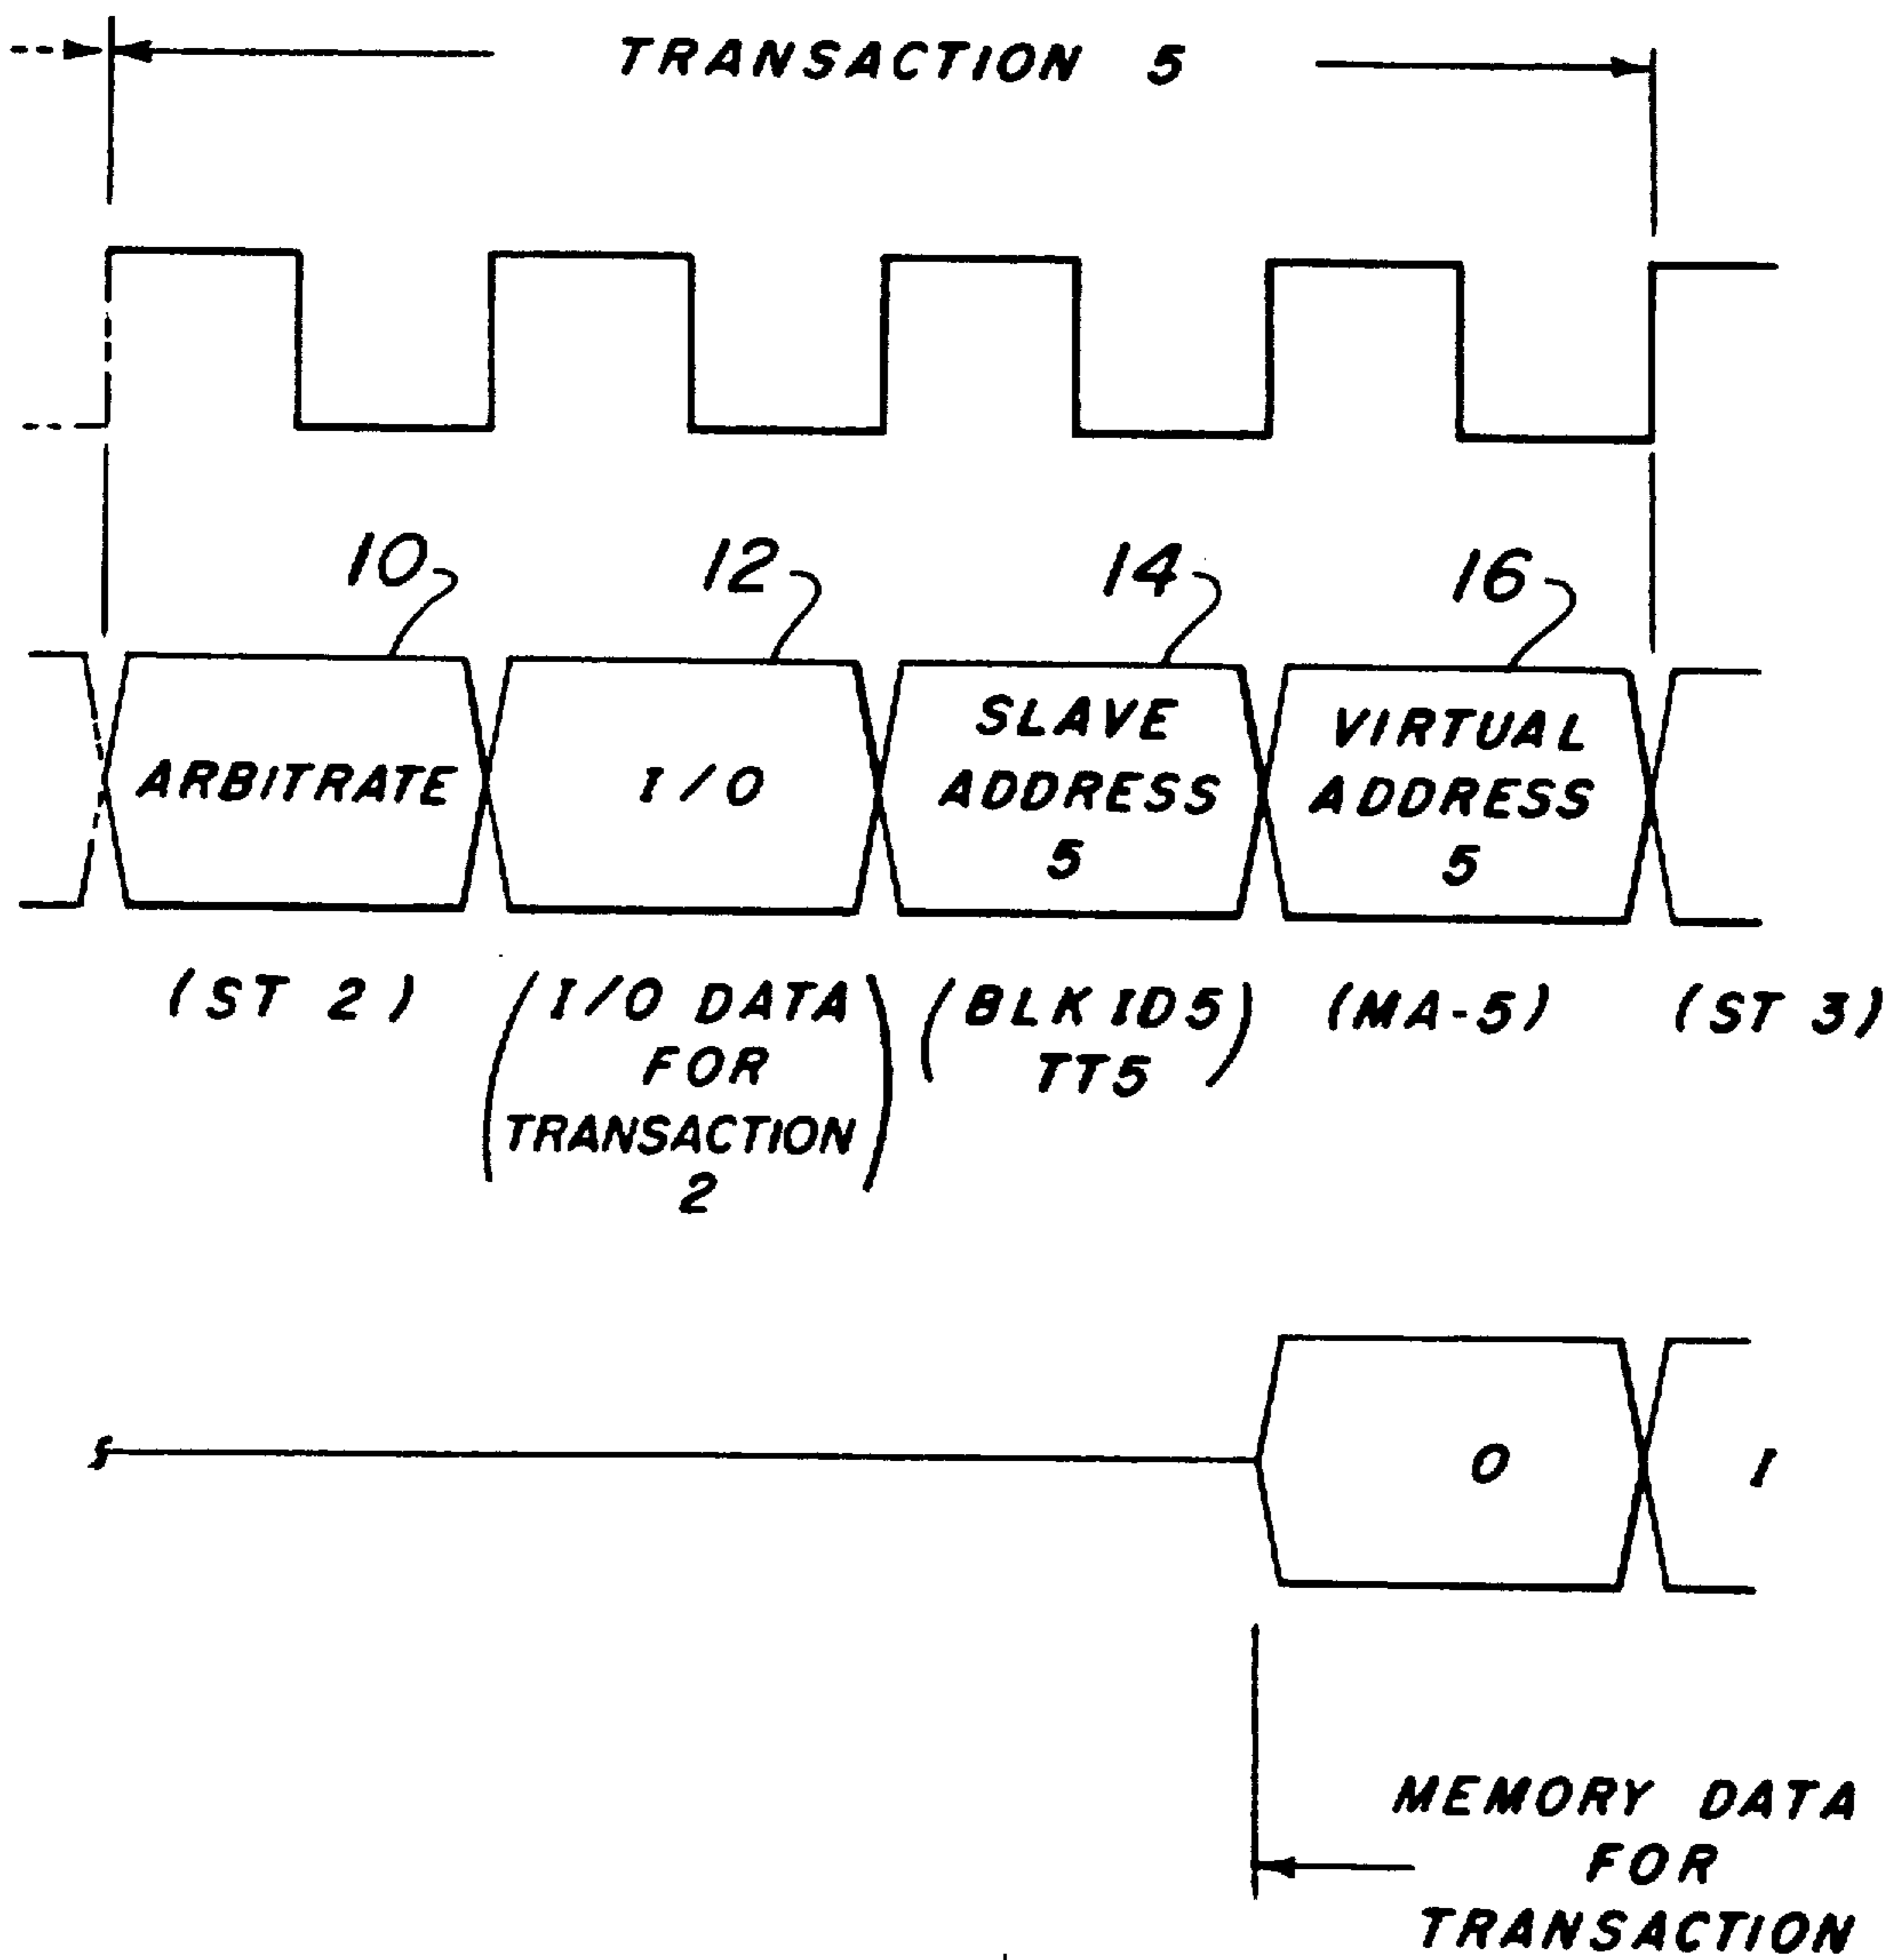 TRANSACTION 5
10 12 14 16
ARBITRATE
I/O
SLAVE
ADDRESS
5
VIRTUAL
ADDRESS
5
(ST 2)
(I/O DATA
FOR
TRANSACTION
2)
(BLK ID5
TT5)
(MA-5)
(ST 3)
0
1
MEMORY DATA
FOR
TRANSACTION